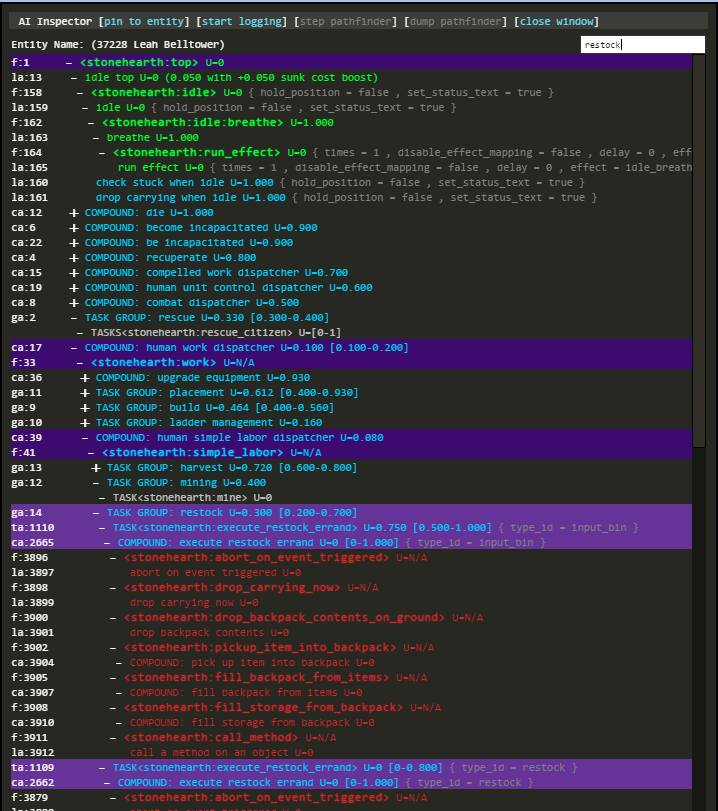 AI Inspector [pin to entity] [start logging] [step pathfinder] [dump pathfinder] [close window]
Entity Name: (37228 Leah Belltower)
restock
f:1 – <stonehearth:top> U=0
la:13 – idle top U=0 (0.050 with +0.050 sunk cost boost)
f:158 – <stonehearth:idle> U=0 { hold_position = false , set_status_text = true }
la:159 – idle U=0 { hold_position = false , set_status_text = true }
f:162 – <stonehearth:idle:breathe> U=1.000
la:163 – breathe U=1.000
f:164 – <stonehearth:run_effect> U=0 { times = 1 , disable_effect_mapping = false , delay = 0 , eff
la:165 run effect U=0 { times = 1 , disable_effect_mapping = false , delay = 0 , effect = idle_breath
la:160 check stuck when idle U=1.000 { hold_position = false , set_status_text = true }
la:161 drop carrying when idle U=1.000 { hold_position = false , set_status_text = true }
ca:12 + COMPOUND: die U=1.000
ca:6 + COMPOUND: become incapacitated U=0.900
ca:22 + COMPOUND: be incapacitated U=0.900
ca:4 + COMPOUND: recuperate U=0.800
ca:15 + COMPOUND: compelled work dispatcher U=0.700
ca:19 + COMPOUND: human unit control dispatcher U=0.600
ca:8 + COMPOUND: combat dispatcher U=0.500
ga:2 – TASK GROUP: rescue U=0.330 [0.300-0.400]
– TASKS<stonehearth:rescue_citizen> U=[0-1]
ca:17 – COMPOUND: human work dispatcher U=0.100 [0.100-0.200]
f:33 – <stonehearth:work> U=N/A
ca:36 + COMPOUND: upgrade equipment U=0.930
ga:11 + TASK GROUP: placement U=0.612 [0.400-0.930]
ga:9 + TASK GROUP: build U=0.464 [0.400-0.560]
ga:10 + TASK GROUP: ladder management U=0.160
ca:39 – COMPOUND: human simple labor dispatcher U=0.080
f:41 – <stonehearth:simple_labor> U=N/A
ga:13 + TASK GROUP: harvest U=0.720 [0.600-0.800]
ga:12 – TASK GROUP: mining U=0.400
– TASK<stonehearth:mine> U=0
ga:14 – TASK GROUP: restock U=0.300 [0.200-0.700]
ta:1110 – TASK<stonehearth:execute_restock_errand> U=0.750 [0.500-1.000] { type_id = input_bin }
ca:2665 – COMPOUND: execute restock errand U=0 [0-1.000] { type_id = input_bin }
f:3896 – <stonehearth:abort_on_event_triggered> U=N/A
la:3897 abort on event triggered U=0
f:3898 – <stonehearth:drop_carrying_now> U=N/A
la:3899 drop carrying now U=0
f:3900 – <stonehearth:drop_backpack_contents_on_ground> U=N/A
la:3901 drop backpack contents U=0
f:3902 – <stonehearth:pickup_item_into_backpack> U=N/A
ca:3904 – COMPOUND: pick up item into backpack U=0
f:3905 – <stonehearth:fill_backpack_from_items> U=N/A
ca:3907 – COMPOUND: fill backpack from items U=0
f:3908 – <stonehearth:fill_storage_from_backpack> U=N/A
ca:3910 – COMPOUND: fill storage from backpack U=0
f:3911 – <stonehearth:call_method> U=N/A
la:3912 call a method on an object U=0
ta:1109 – TASK<stonehearth:execute_restock_errand> U=0 [0-0.800] { type_id = restock }
ca:2662 – COMPOUND: execute restock errand U=0 [0-1.000] { type_id = restock }
f:3879 – <stonehearth:abort_on_event_triggered> U=N/A